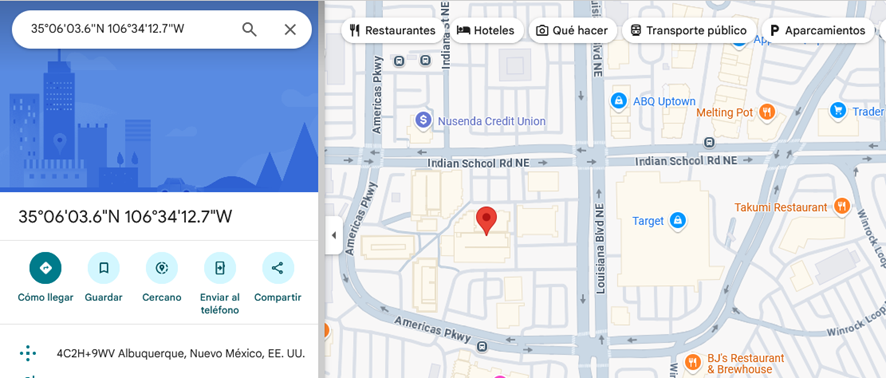 35°06'03.6"N 106°34'12.7"W
Restaurantes
Hoteles
Qué hacer
Transporte público
Aparcamientos
35°06'03.6"N 106°34'12.7"W
Cómo llegar
Guardar
Cercano
Enviar al
teléfono
Compartir
4C2H+9WV Albuquerque, Nuevo México, EE. UU.
Indiana St NE
Louisiana Blvd NE
Americas Pkwy
ABQ Uptown
Melting Pot
Trader
Nusenda Credit Union
Indian School Rd NE
Indian School Rd NE
Americas Pkwy
Target
Takumi Restaurant
Winrock Loop
Louisiana Blvd NE
Americas Pkwy
Winrock Loop
BJ's Restaurant
& Brewhouse